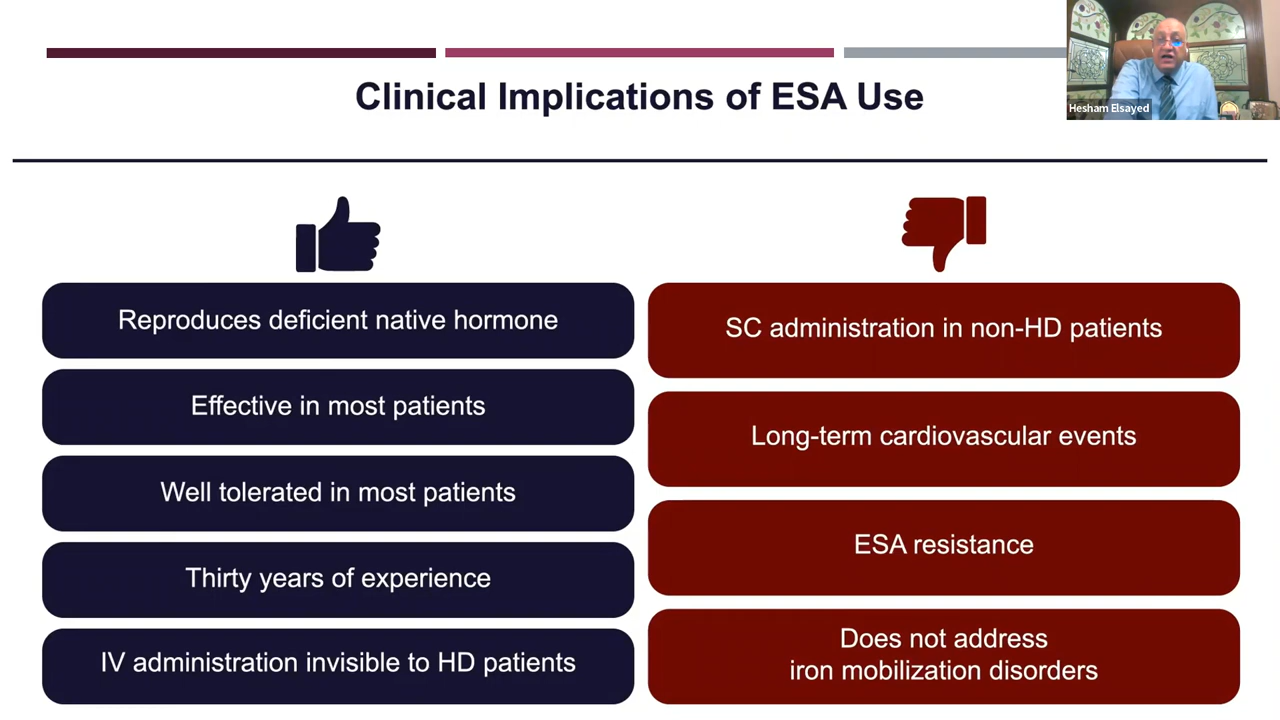 Clinical Implications of ESA Use
Hesham Elsayed
Reproduces deficient native hormone
Effective in most patients
Well tolerated in most patients
Thirty years of experience
IV administration invisible to HD patients
SC administration in non-HD patients
Long-term cardiovascular events
ESA resistance
Does not address
iron mobilization disorders